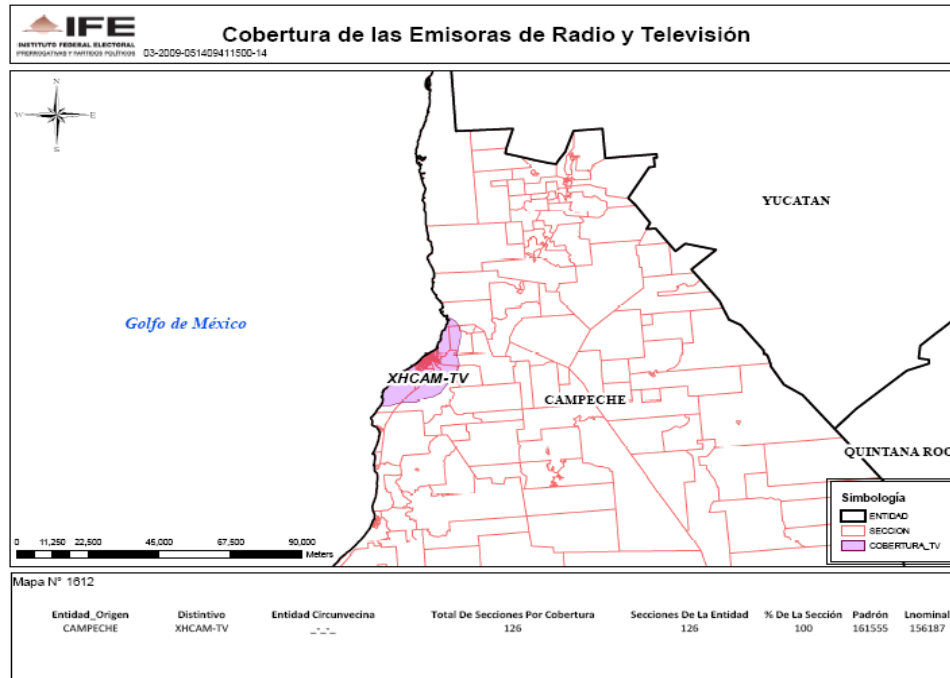 IFE
INSTITUTO FEDERAL ELECTORAL
PRERROGATIVAS Y PARTIDOS POLÍTICOS
03-2009-051409411500-14
Cobertura de las Emisoras de Radio y Televisión
N
W E
S
YUCATAN
Golfo de México
XHCAM-TV
CAMPECHE
QUINTANA ROO
Simbología
ENTIDAD
SECCION
COBERTURA_TV
0 11,250 22,500 45,000 67,500 90,000
Meters
Mapa N° 1612
Entidad_Origen Distintivo Entidad Circunvecina Total De Secciones Por Cobertura Secciones De La Entidad % De La Sección Padrón Lnominal
CAMPECHE XHCAM-TV _-_-_ 126 126 100 161555 156187